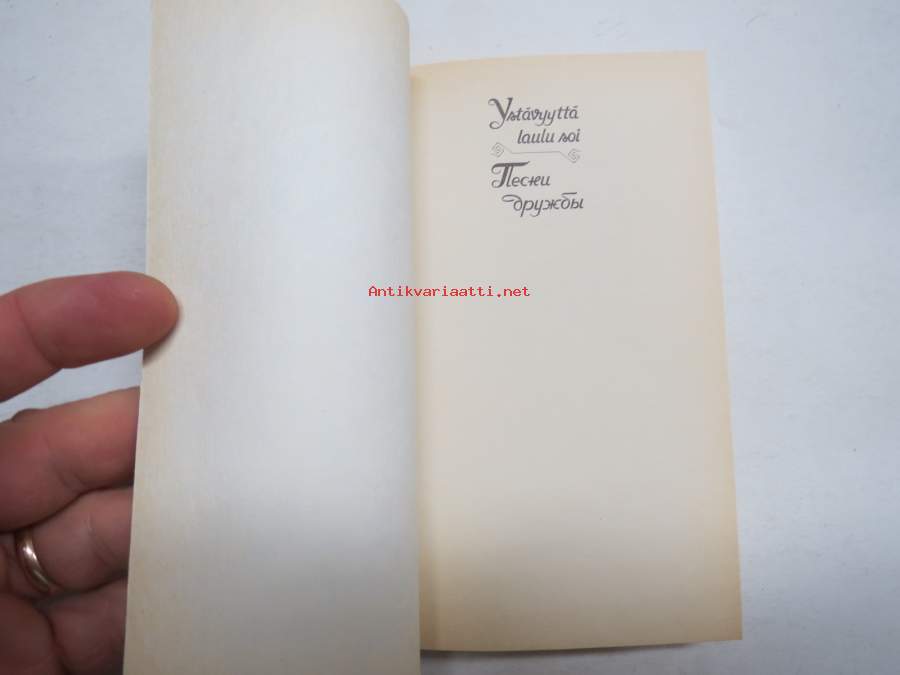 Ystävyyttä
laulu soi
Песни
дружбы
Antikvariaatti.net